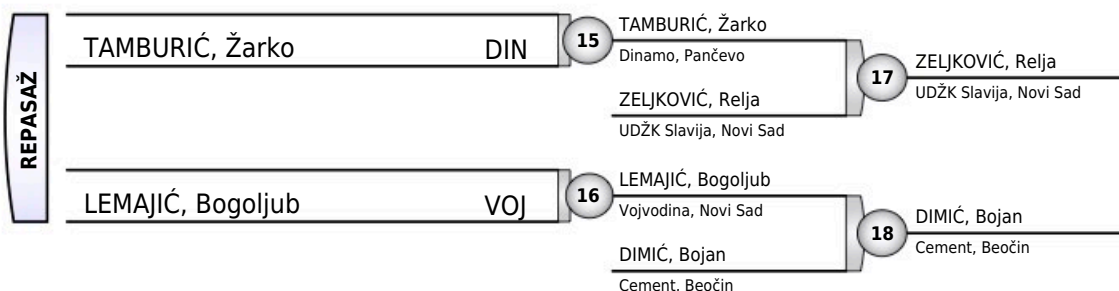 REPASAŽ
TAMBURIĆ, Žarko DIN
15
TAMBURIĆ, Žarko
Dinamo, Pančevo
ZELJKOVIĆ, Relja
UDŽK Slavija, Novi Sad
17
ZELJKOVIĆ, Relja
UDŽK Slavija, Novi Sad
LEMAJIĆ, Bogoljub VOJ
16
LEMAJIĆ, Bogoljub
Vojvodina, Novi Sad
DIMIĆ, Bojan
Cement, Beočin
18
DIMIĆ, Bojan
Cement, Beočin